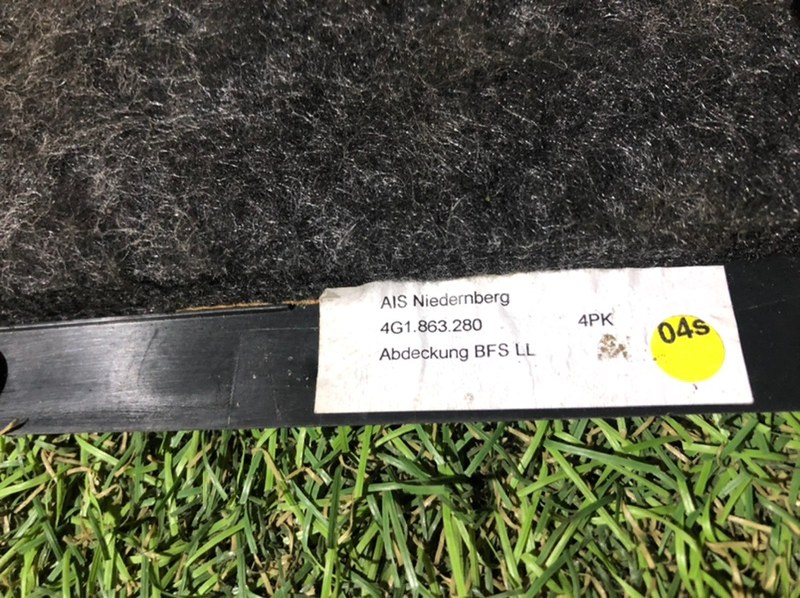 AIS Niedernberg
4G1.863.280 4PK
Abdeckung BFS LL
04s